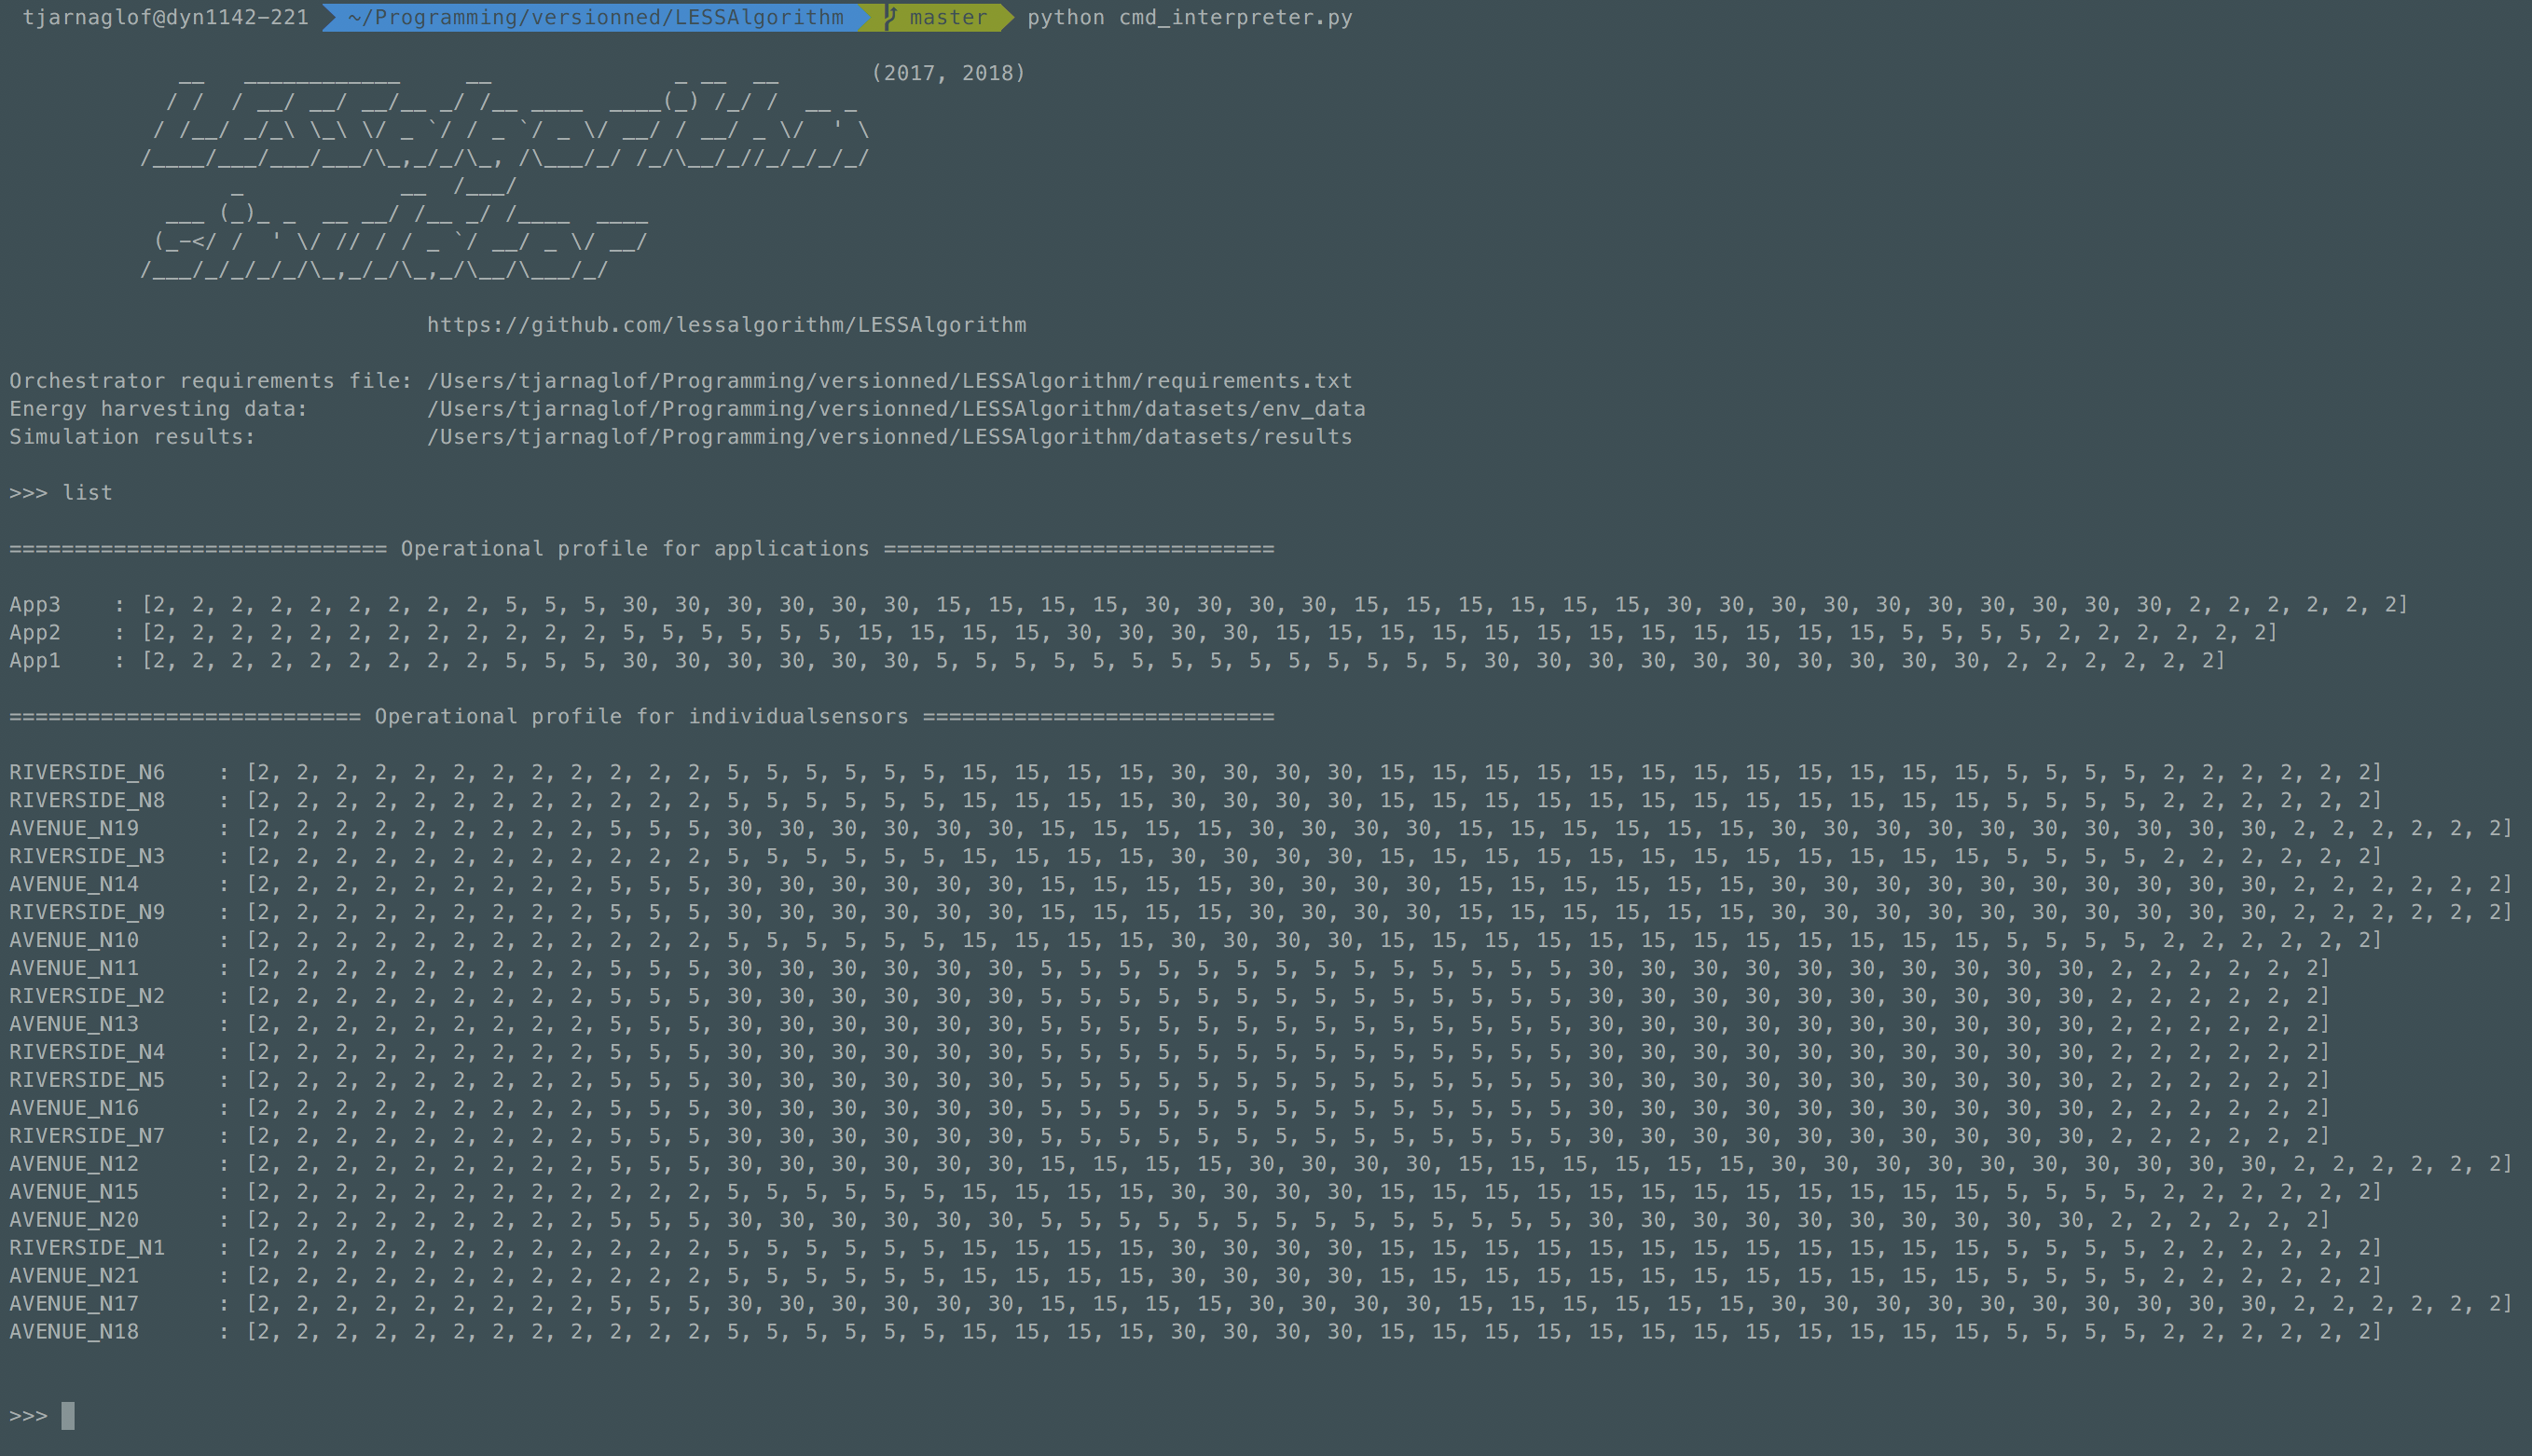 tjarnaglof@dyn1142-221 ~/Programming/versionned/LESSAlgorithm master python cmd_interpreter.py
             __   ____________     __              _ __  __       (2017, 2018)
            / /  / __/ __/ __/__ _/ /__ ____  ____(_) /_/ /  __ _
           / /__/ _/_\ \_\ \/ _ `/ / _ `/ _ \/ __/ / __/ _ \/  ' \
          /____/___/___/___/\_,_/_/\_, /\___/_/ /_/\__/_//_/_/_/_/
                 _            __  /___/
            ___ (_)_ _  __ __/ /__ _/ /____  ____
           (_-</ /  ' \/ // / / _ `/ __/ _ \/ __/
          /___/_/_/_/_/\_,_/_/\_,_/\__/\___/_/
https://github.com/lessalgorithm/LESSAlgorithm
Orchestrator requirements file: /Users/tjarnaglof/Programming/versionned/LESSAlgorithm/requirements.txt
Energy harvesting data: /Users/tjarnaglof/Programming/versionned/LESSAlgorithm/datasets/env_data
Simulation results: /Users/tjarnaglof/Programming/versionned/LESSAlgorithm/datasets/results
>>> list
============================= Operational profile for applications ==============================
App3 : [2, 2, 2, 2, 2, 2, 2, 2, 2, 5, 5, 5, 30, 30, 30, 30, 30, 30, 15, 15, 15, 15, 30, 30, 30, 30, 15, 15, 15, 15, 15, 15, 30, 30, 30, 30, 30, 30, 30, 30, 30, 30, 2, 2, 2, 2, 2, 2]
App2 : [2, 2, 2, 2, 2, 2, 2, 2, 2, 2, 2, 2, 5, 5, 5, 5, 5, 5, 15, 15, 15, 15, 30, 30, 30, 30, 15, 15, 15, 15, 15, 15, 15, 15, 15, 15, 15, 15, 5, 5, 5, 5, 2, 2, 2, 2, 2, 2]
App1 : [2, 2, 2, 2, 2, 2, 2, 2, 2, 5, 5, 5, 30, 30, 30, 30, 30, 30, 5, 5, 5, 5, 5, 5, 5, 5, 5, 5, 5, 5, 5, 5, 30, 30, 30, 30, 30, 30, 30, 30, 30, 30, 2, 2, 2, 2, 2, 2]
=========================== Operational profile for individualsensors ===========================
RIVERSIDE_N6 : [2, 2, 2, 2, 2, 2, 2, 2, 2, 2, 2, 2, 5, 5, 5, 5, 5, 5, 15, 15, 15, 15, 30, 30, 30, 30, 15, 15, 15, 15, 15, 15, 15, 15, 15, 15, 15, 15, 5, 5, 5, 5, 2, 2, 2, 2, 2, 2]
RIVERSIDE_N8 : [2, 2, 2, 2, 2, 2, 2, 2, 2, 2, 2, 2, 5, 5, 5, 5, 5, 5, 15, 15, 15, 15, 30, 30, 30, 30, 15, 15, 15, 15, 15, 15, 15, 15, 15, 15, 15, 15, 5, 5, 5, 5, 2, 2, 2, 2, 2, 2]
AVENUE_N19 : [2, 2, 2, 2, 2, 2, 2, 2, 2, 5, 5, 5, 30, 30, 30, 30, 30, 30, 15, 15, 15, 15, 30, 30, 30, 30, 15, 15, 15, 15, 15, 15, 30, 30, 30, 30, 30, 30, 30, 30, 30, 30, 2, 2, 2, 2, 2, 2]
RIVERSIDE_N3 : [2, 2, 2, 2, 2, 2, 2, 2, 2, 2, 2, 2, 5, 5, 5, 5, 5, 5, 15, 15, 15, 15, 30, 30, 30, 30, 15, 15, 15, 15, 15, 15, 15, 15, 15, 15, 15, 15, 5, 5, 5, 5, 2, 2, 2, 2, 2, 2]
AVENUE_N14 : [2, 2, 2, 2, 2, 2, 2, 2, 2, 5, 5, 5, 30, 30, 30, 30, 30, 30, 15, 15, 15, 15, 30, 30, 30, 30, 15, 15, 15, 15, 15, 15, 30, 30, 30, 30, 30, 30, 30, 30, 30, 30, 2, 2, 2, 2, 2, 2]
RIVERSIDE_N9 : [2, 2, 2, 2, 2, 2, 2, 2, 2, 5, 5, 5, 30, 30, 30, 30, 30, 30, 15, 15, 15, 15, 30, 30, 30, 30, 15, 15, 15, 15, 15, 15, 30, 30, 30, 30, 30, 30, 30, 30, 30, 30, 2, 2, 2, 2, 2, 2]
AVENUE_N10 : [2, 2, 2, 2, 2, 2, 2, 2, 2, 2, 2, 2, 5, 5, 5, 5, 5, 5, 15, 15, 15, 15, 30, 30, 30, 30, 15, 15, 15, 15, 15, 15, 15, 15, 15, 15, 15, 15, 5, 5, 5, 5, 2, 2, 2, 2, 2, 2]
AVENUE_N11 : [2, 2, 2, 2, 2, 2, 2, 2, 2, 5, 5, 5, 30, 30, 30, 30, 30, 30, 5, 5, 5, 5, 5, 5, 5, 5, 5, 5, 5, 5, 5, 5, 30, 30, 30, 30, 30, 30, 30, 30, 30, 30, 2, 2, 2, 2, 2, 2]
RIVERSIDE_N2 : [2, 2, 2, 2, 2, 2, 2, 2, 2, 5, 5, 5, 30, 30, 30, 30, 30, 30, 5, 5, 5, 5, 5, 5, 5, 5, 5, 5, 5, 5, 5, 5, 30, 30, 30, 30, 30, 30, 30, 30, 30, 30, 2, 2, 2, 2, 2, 2]
AVENUE_N13 : [2, 2, 2, 2, 2, 2, 2, 2, 2, 5, 5, 5, 30, 30, 30, 30, 30, 30, 5, 5, 5, 5, 5, 5, 5, 5, 5, 5, 5, 5, 5, 5, 30, 30, 30, 30, 30, 30, 30, 30, 30, 30, 2, 2, 2, 2, 2, 2]
RIVERSIDE_N4 : [2, 2, 2, 2, 2, 2, 2, 2, 2, 5, 5, 5, 30, 30, 30, 30, 30, 30, 5, 5, 5, 5, 5, 5, 5, 5, 5, 5, 5, 5, 5, 5, 30, 30, 30, 30, 30, 30, 30, 30, 30, 30, 2, 2, 2, 2, 2, 2]
RIVERSIDE_N5 : [2, 2, 2, 2, 2, 2, 2, 2, 2, 5, 5, 5, 30, 30, 30, 30, 30, 30, 5, 5, 5, 5, 5, 5, 5, 5, 5, 5, 5, 5, 5, 5, 30, 30, 30, 30, 30, 30, 30, 30, 30, 30, 2, 2, 2, 2, 2, 2]
AVENUE_N16 : [2, 2, 2, 2, 2, 2, 2, 2, 2, 5, 5, 5, 30, 30, 30, 30, 30, 30, 5, 5, 5, 5, 5, 5, 5, 5, 5, 5, 5, 5, 5, 5, 30, 30, 30, 30, 30, 30, 30, 30, 30, 30, 2, 2, 2, 2, 2, 2]
RIVERSIDE_N7 : [2, 2, 2, 2, 2, 2, 2, 2, 2, 5, 5, 5, 30, 30, 30, 30, 30, 30, 5, 5, 5, 5, 5, 5, 5, 5, 5, 5, 5, 5, 5, 5, 30, 30, 30, 30, 30, 30, 30, 30, 30, 30, 2, 2, 2, 2, 2, 2]
AVENUE_N12 : [2, 2, 2, 2, 2, 2, 2, 2, 2, 5, 5, 5, 30, 30, 30, 30, 30, 30, 15, 15, 15, 15, 30, 30, 30, 30, 15, 15, 15, 15, 15, 15, 30, 30, 30, 30, 30, 30, 30, 30, 30, 30, 2, 2, 2, 2, 2, 2]
AVENUE_N15 : [2, 2, 2, 2, 2, 2, 2, 2, 2, 2, 2, 2, 5, 5, 5, 5, 5, 5, 15, 15, 15, 15, 30, 30, 30, 30, 15, 15, 15, 15, 15, 15, 15, 15, 15, 15, 15, 15, 5, 5, 5, 5, 2, 2, 2, 2, 2, 2]
AVENUE_N20 : [2, 2, 2, 2, 2, 2, 2, 2, 2, 5, 5, 5, 30, 30, 30, 30, 30, 30, 5, 5, 5, 5, 5, 5, 5, 5, 5, 5, 5, 5, 5, 5, 30, 30, 30, 30, 30, 30, 30, 30, 30, 30, 2, 2, 2, 2, 2, 2]
RIVERSIDE_N1 : [2, 2, 2, 2, 2, 2, 2, 2, 2, 2, 2, 2, 5, 5, 5, 5, 5, 5, 15, 15, 15, 15, 30, 30, 30, 30, 15, 15, 15, 15, 15, 15, 15, 15, 15, 15, 15, 15, 5, 5, 5, 5, 2, 2, 2, 2, 2, 2]
AVENUE_N21 : [2, 2, 2, 2, 2, 2, 2, 2, 2, 2, 2, 2, 5, 5, 5, 5, 5, 5, 15, 15, 15, 15, 30, 30, 30, 30, 15, 15, 15, 15, 15, 15, 15, 15, 15, 15, 15, 15, 5, 5, 5, 5, 2, 2, 2, 2, 2, 2]
AVENUE_N17 : [2, 2, 2, 2, 2, 2, 2, 2, 2, 5, 5, 5, 30, 30, 30, 30, 30, 30, 15, 15, 15, 15, 30, 30, 30, 30, 15, 15, 15, 15, 15, 15, 30, 30, 30, 30, 30, 30, 30, 30, 30, 30, 2, 2, 2, 2, 2, 2]
AVENUE_N18 : [2, 2, 2, 2, 2, 2, 2, 2, 2, 2, 2, 2, 5, 5, 5, 5, 5, 5, 15, 15, 15, 15, 30, 30, 30, 30, 15, 15, 15, 15, 15, 15, 15, 15, 15, 15, 15, 15, 5, 5, 5, 5, 2, 2, 2, 2, 2, 2]
>>>